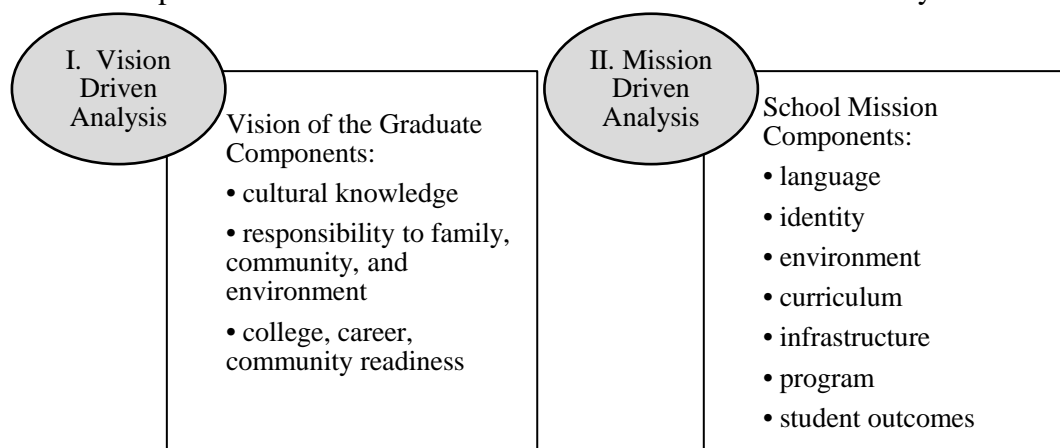 I. Vision
Driven
Analysis
Vision of the Graduate
Components:
• cultural knowledge
• responsibility to family,
community, and
environment
• college, career,
community readiness
II. Mission
Driven
Analysis
School Mission
Components:
• language
• identity
• environment
• curriculum
• infrastructure
• program
• student outcomes